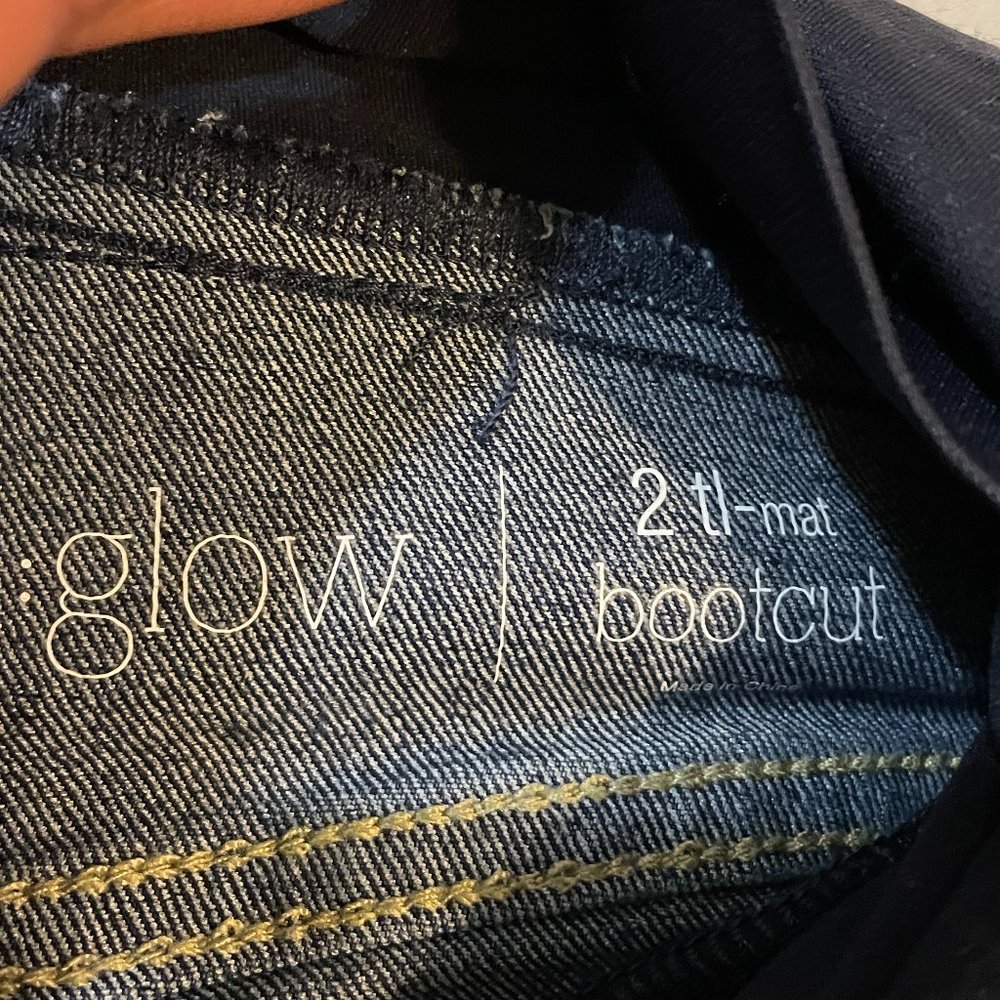 :glow
2 tl-mat
bootcut
Made in China